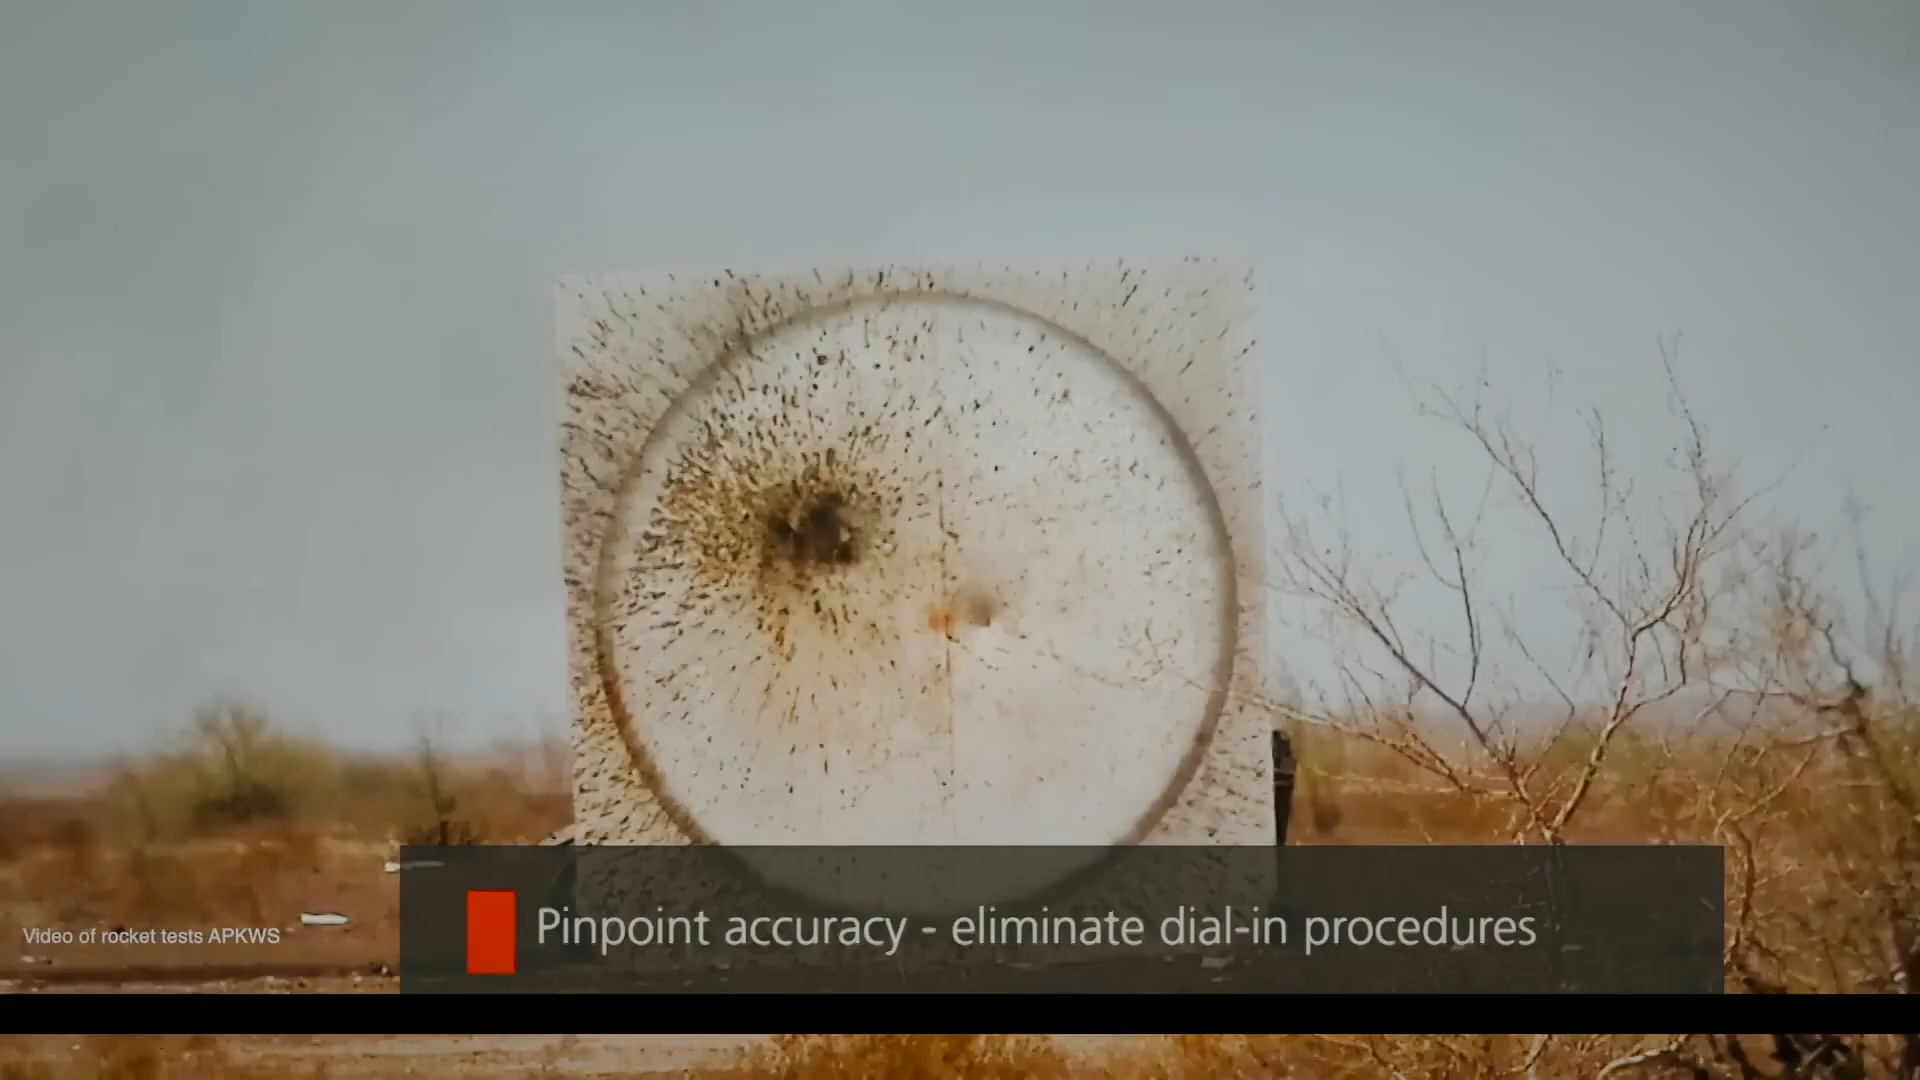 Pinpoint accuracy - eliminate dial-in procedures
Video of rocket tests APKWS